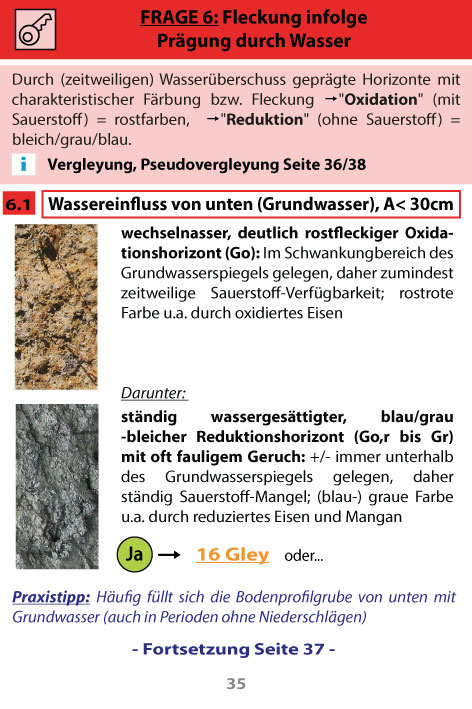 FRAGE 6: Fleckung infolge
Prägung durch Wasser
Durch (zeitweiligen) Wasserüberschuss geprägte Horizonte mit
charakteristischer Färbung bzw. Fleckung →"Oxidation" (mit
Sauerstoff) = rostfarben, →"Reduktion" (ohne Sauerstoff) =
bleich/grau/blau.
i Vergleyung, Pseudovergleyung Seite 36/38
6.1 Wassereinfluss von unten (Grundwasser), A< 30cm
wechselnasser, deutlich rostfleckiger Oxida-
tionshorizont (Go): Im Schwankungbereich des
Grundwasserspiegels gelegen, daher zumindest
zeitweilige Sauerstoff-Verfügbarkeit; rostrote
Farbe u.a. durch oxidiertes Eisen
Darunter:
ständig wassergesättigter, blau/grau
-bleicher Reduktionshorizont (Go,r bis Gr)
mit oft fauligem Geruch: +/- immer unterhalb
des Grundwasserspiegels gelegen, daher
ständig Sauerstoff-Mangel; (blau-) graue Farbe
u.a. durch reduziertes Eisen und Mangan
Ja → 16 Gley oder...
Praxistipp: Häufig füllt sich die Bodenprofilgrube von unten mit
Grundwasser (auch in Perioden ohne Niederschlägen)
- Fortsetzung Seite 37 -
35